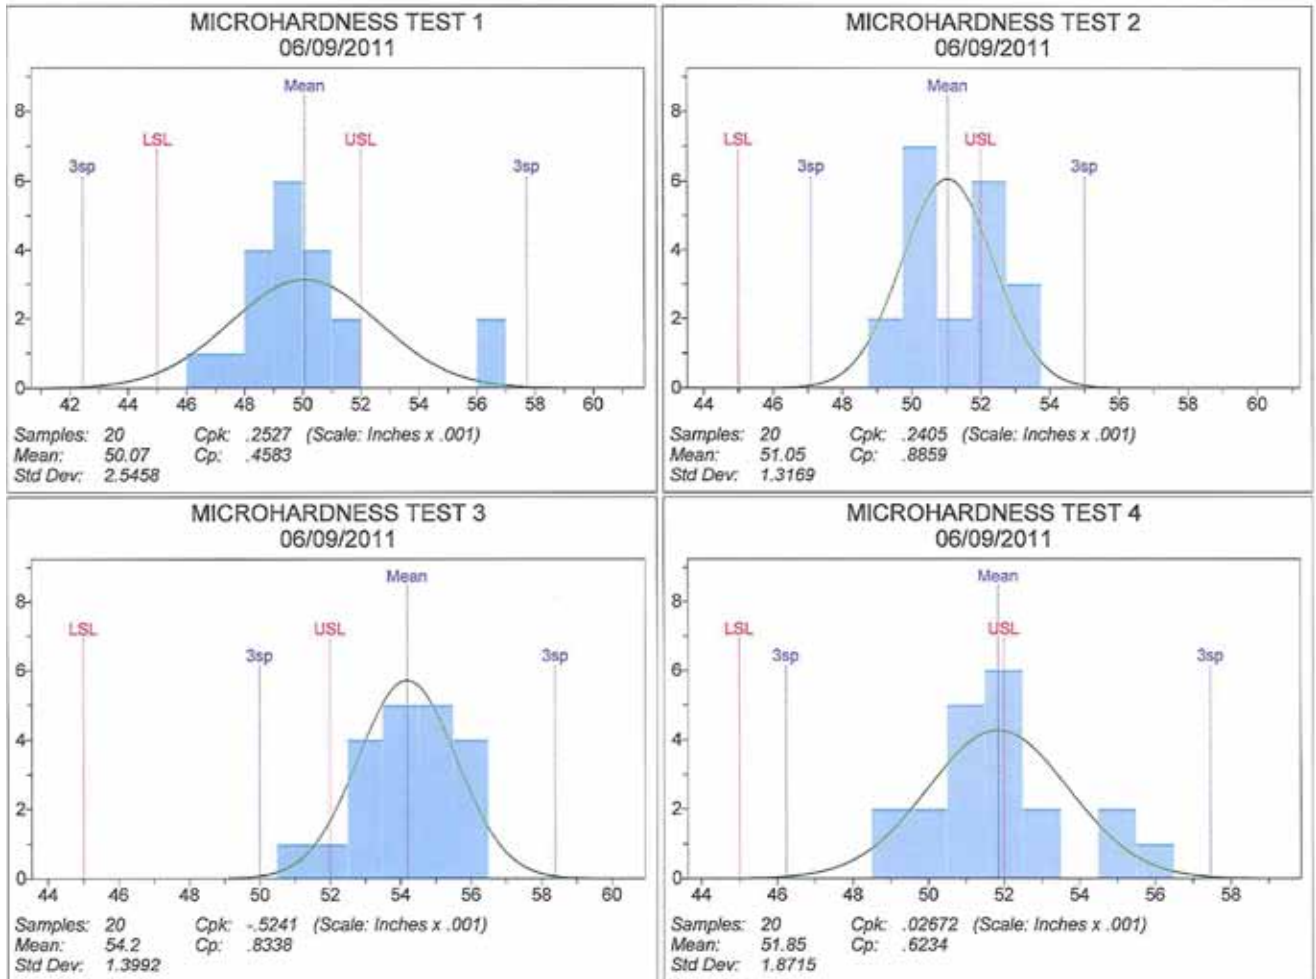 MICROHARDNESS TEST 1
06/09/2011
Mean
LSL
USL
3sp
3sp
8
6
4
2
0
42 44 46 48 50 52 54 56 58 60
Samples: 20 Cpk: .2527 (Scale: Inches x .001)
Mean: 50.07 Cp: .4583
Std Dev: 2.5458
MICROHARDNESS TEST 2
06/09/2011
Mean
LSL
USL
3sp
3sp
8
6
4
2
0
44 46 48 50 51 52 54 56 58 60
Samples: 20 Cpk: .2405 (Scale: Inches x .001)
Mean: 51.05 Cp: .8859
Std Dev: 1.3169
MICROHARDNESS TEST 3
06/09/2011
Mean
LSL
USL
3sp
3sp
8
6
4
2
0
44 46 48 50 52 54 56 58 60
Samples: 20 Cpk: -.5241 (Scale: Inches x .001)
Mean: 54.2 Cp: .8338
Std Dev: 1.3992
MICROHARDNESS TEST 4
06/09/2011
Mean
LSL
USL
3sp
3sp
8
6
4
2
0
44 46 48 50 52 54 56 58
Samples: 20 Cpk: .02672 (Scale: Inches x .001)
Mean: 51.85 Cp: .6234
Std Dev: 1.8715